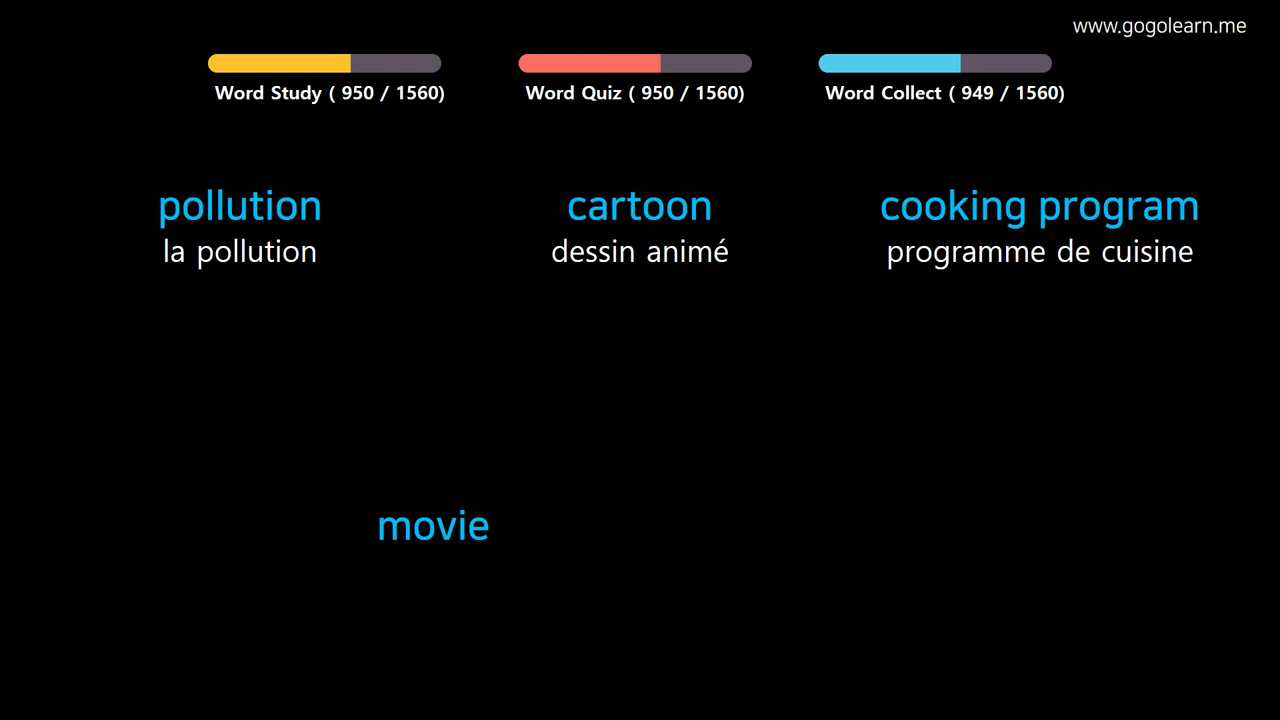 www.gogolearn.me
Word Study ( 950 / 1560)
Word Quiz ( 950 / 1560)
Word Collect ( 949 / 1560)
pollution
la pollution
cartoon
dessin animé
cooking program
programme de cuisine
movie